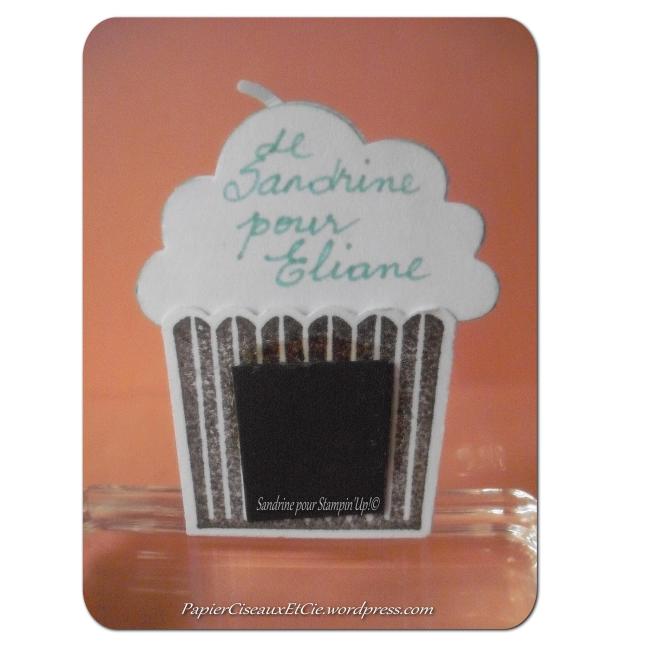 de
Sandrine
pour
Eliane
Sandrine pour Stampin'Up!©
PapierCiseauxEtCie.wordpress.com